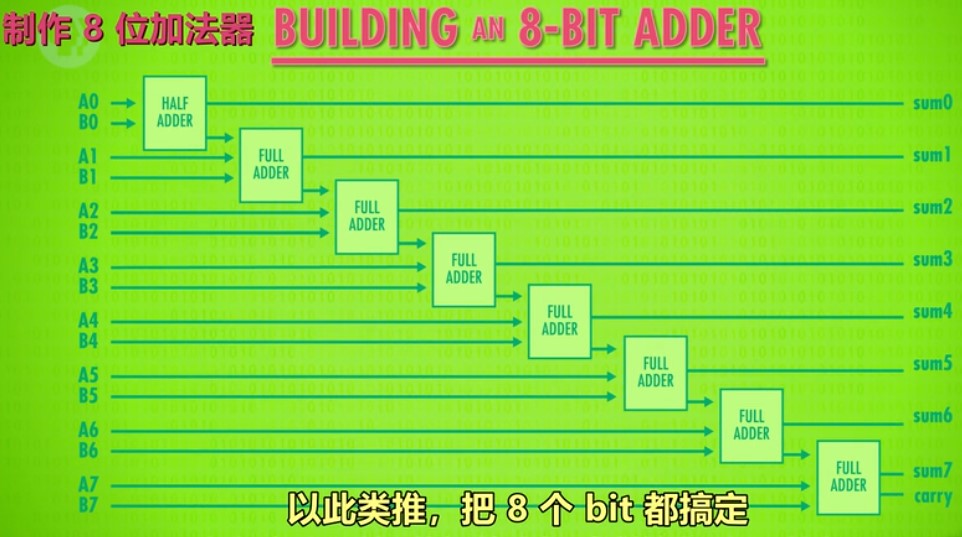 制作 8 位加法器 BUILDING AN 8-BIT ADDER
A0 HALF ADDER sum0
B0
A1 FULL ADDER sum1
B1
A2 FULL ADDER sum2
B2
A3 FULL ADDER sum3
B3
A4 FULL ADDER sum4
B4
A5 FULL ADDER sum5
B5
A6 FULL ADDER sum6
B6
A7 FULL ADDER sum7
B7 carry
以此类推，把 8 个 bit 都搞定